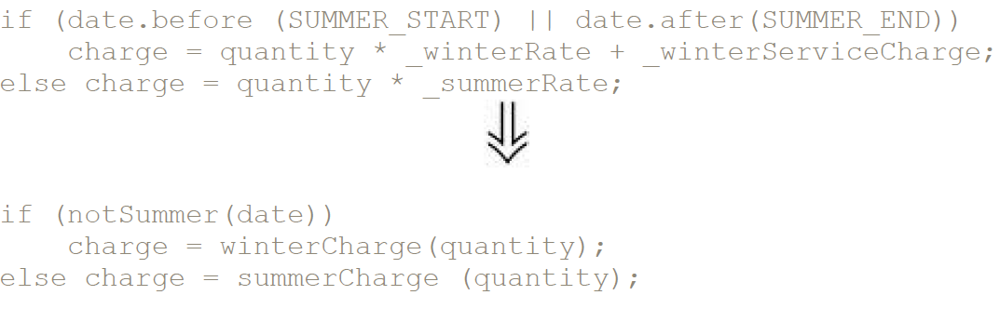 if (date.before (SUMMER_START) || date.after(SUMMER_END))
    charge = quantity * _winterRate + _winterServiceCharge;
else charge = quantity * _summerRate;
if (notSummer(date))
    charge = winterCharge(quantity);
else charge = summerCharge (quantity);